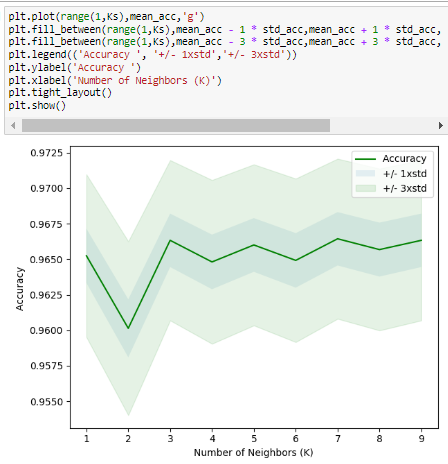 plt.plot(range(1,Ks),mean_acc,'g')
plt.fill_between(range(1,Ks),mean_acc - 1 * std_acc,mean_acc + 1 * std_acc,
plt.fill_between(range(1,Ks),mean_acc - 3 * std_acc,mean_acc + 3 * std_acc,
plt.legend(('Accuracy ', '+/- 1xstd','+/- 3xstd'))
plt.ylabel('Accuracy ')
plt.xlabel('Number of Neighbors (K)')
plt.tight_layout()
plt.show()
0.9725
0.9700
0.9675
0.9650
0.9625
0.9600
0.9575
0.9550
Accuracy
Accuracy
+/- 1xstd
+/- 3xstd
1 2 3 4 5 6 7 8 9
Number of Neighbors (K)